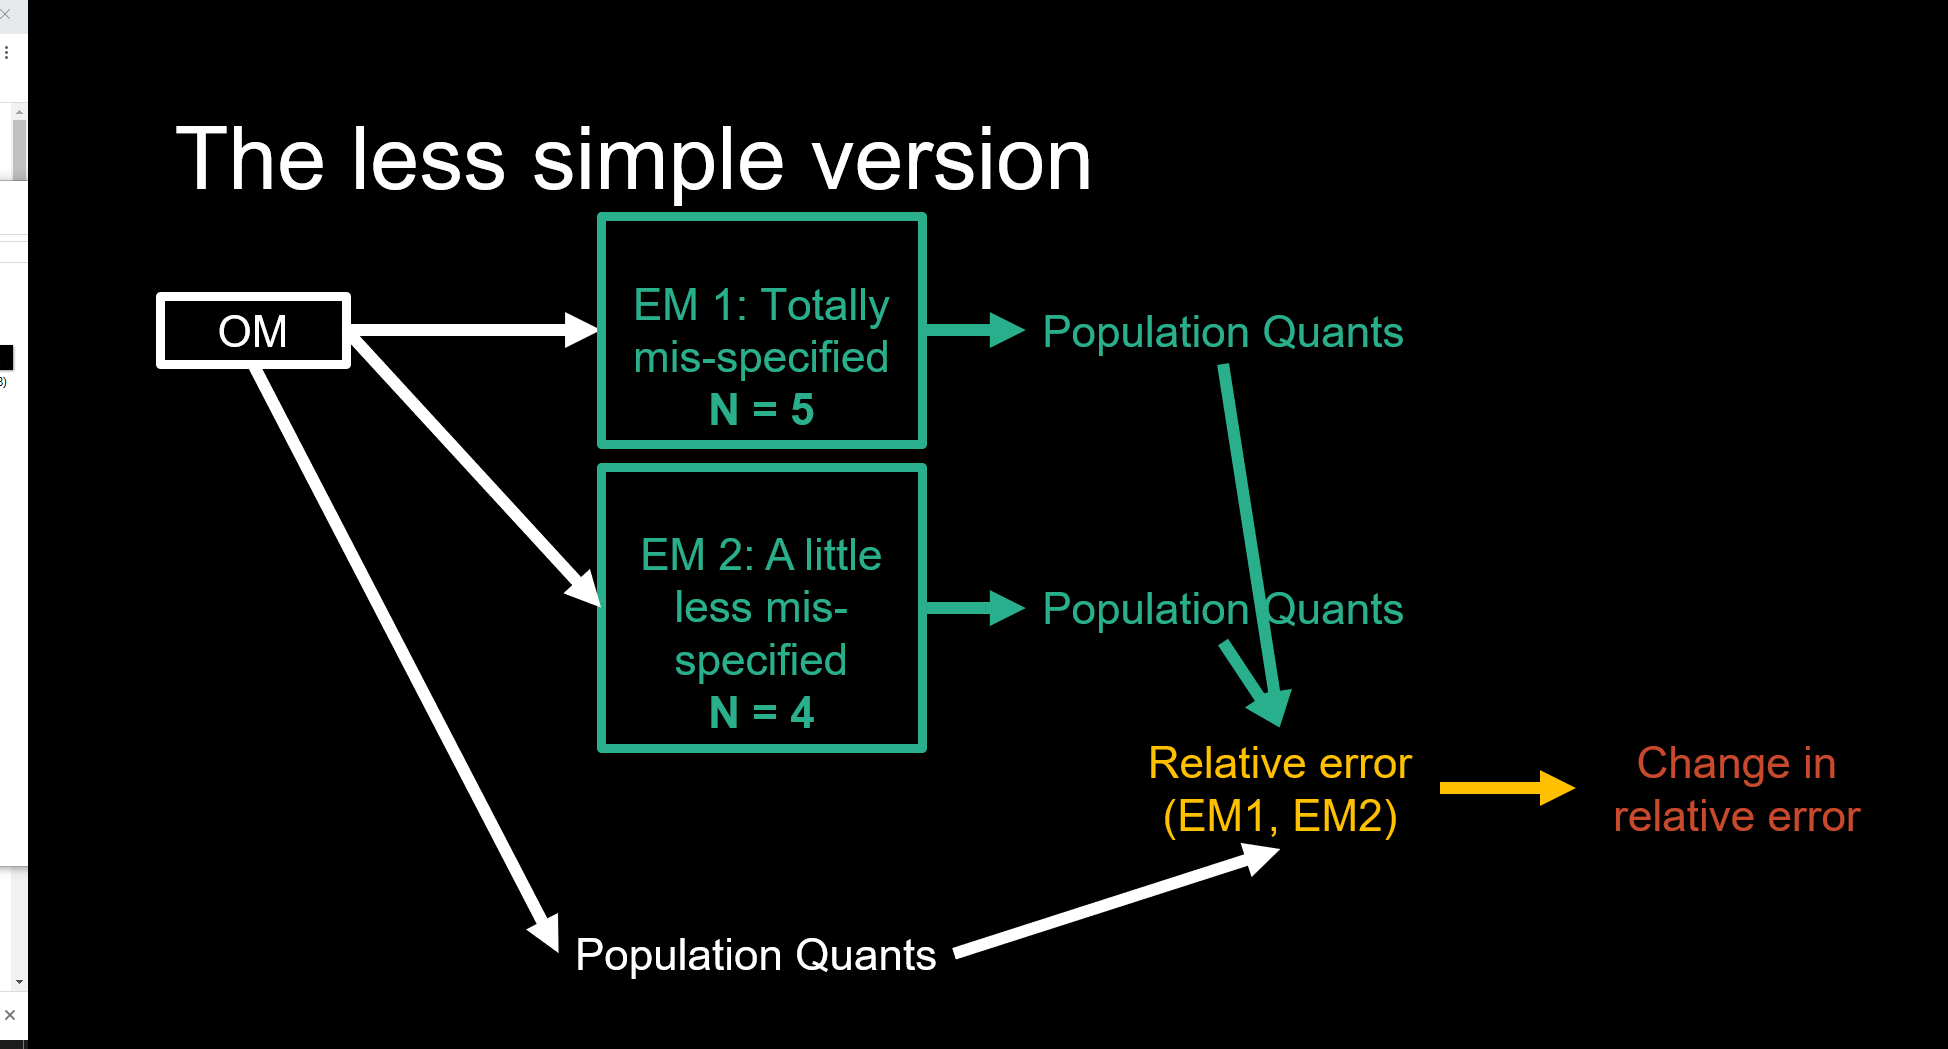 The less simple version
OM
EM 1: Totally
mis-specified
N = 5
Population Quants
EM 2: A little
less mis-
specified
N = 4
Population Quants
Relative error
(EM1, EM2)
Change in
relative error
Population Quants